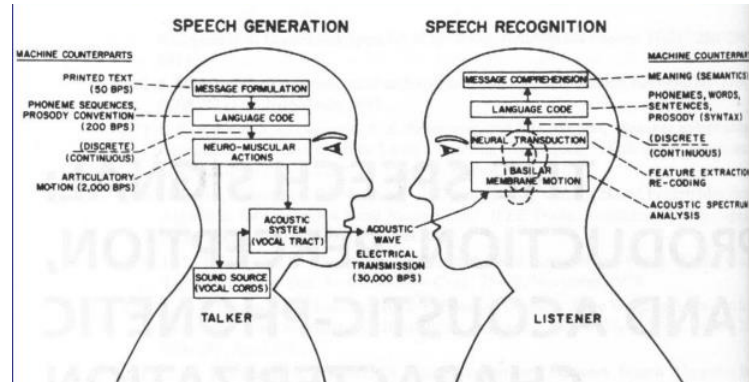 SPEECH GENERATION
MACHINE COUNTERPARTS
PRINTED TEXT
(50 BPS)
PHONEME SEQUENCES,
PROSODY CONVENTION
(200 BPS)
(DISCRETE)
(CONTINUOUS)
ARTICULATORY
MOTION (2,000 BPS)
MESSAGE FORMULATION
LANGUAGE CODE
NEURO-MUSCULAR
ACTIONS
ACOUSTIC
SYSTEM
(VOCAL TRACT)
SOUND SOURCE
(VOCAL CORDS)
TALKER
ACOUSTIC
WAVE
ELECTRICAL
TRANSMISSION
(30,000 BPS)
SPEECH RECOGNITION
MESSAGE COMPREHENSION
LANGUAGE CODE
NEURAL TRANSDUCTION
BASILAR
MEMBRANE MOTION
LISTENER
MACHINE COUNTERPA
MEANING (SEMANTICS
PHONEMES, WORDS,
SENTENCES,
PROSODY (SYNTAX)
(DISCRETE)
(CONTINUOUS)
FEATURE EXTRACTIO
RE-CODING
ACOUSTIC SPECTRUM
ANALYSIS